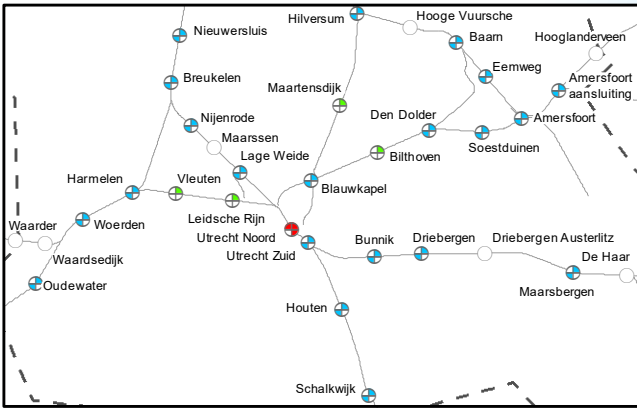 Hilversum
Hooge Vuursche
Nieuwersluis
Baarn
Hooglanderveen
Breukelen
Eemweg
Amersfoort
aansluiting
Maartensdijk
Nijenrode
Den Dolder
Amersfoort
Maarssen
Soestduinen
Lage Weide
Bilthoven
Harmelen
Vleuten
Blauwkapel
Leidsche Rijn
Waarder
Woerden
Utrecht Noord
Utrecht Zuid
Bunnik
Driebergen
Driebergen Austerlitz
Waardsedijk
De Haar
Oudewater
Maarsbergen
Houten
Schalkwijk